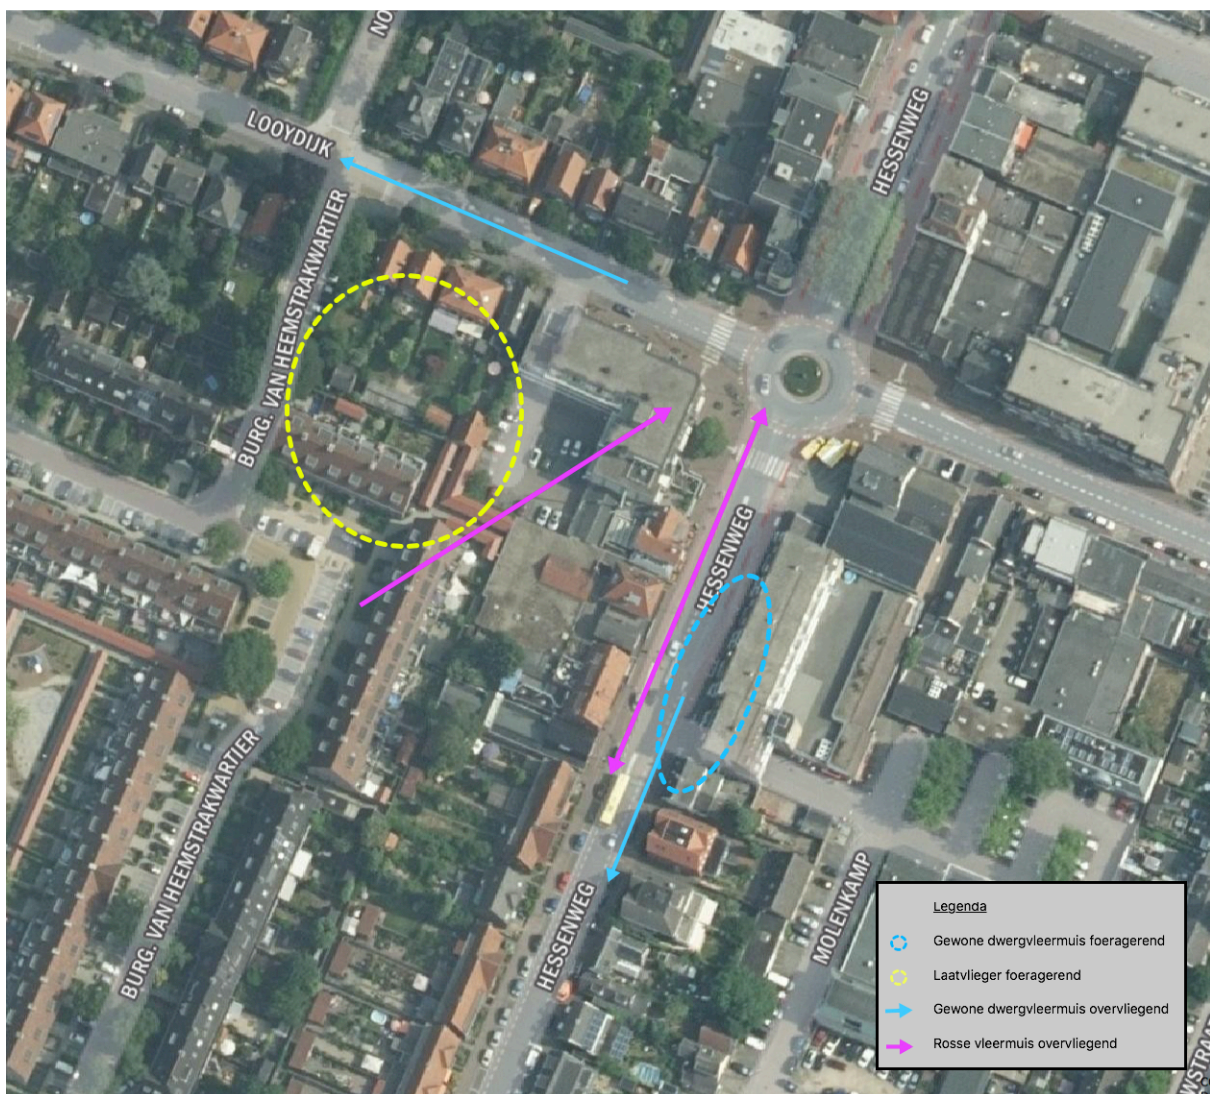 NO
HESSENWEG
LOOYDIJK
BURG. VAN HEEMSTRAKWARTIER
HESSENWEG
BURG. VAN HEEMSTRAKWARTIER
HESSENWEG
MOLENKAMP
Legenda
Gewone dwergvleermuis foeragerend
Laatvlieger foeragerend
Gewone dwergvleermuis overvliegend
Rosse vleermuis overvliegend
WSTRA